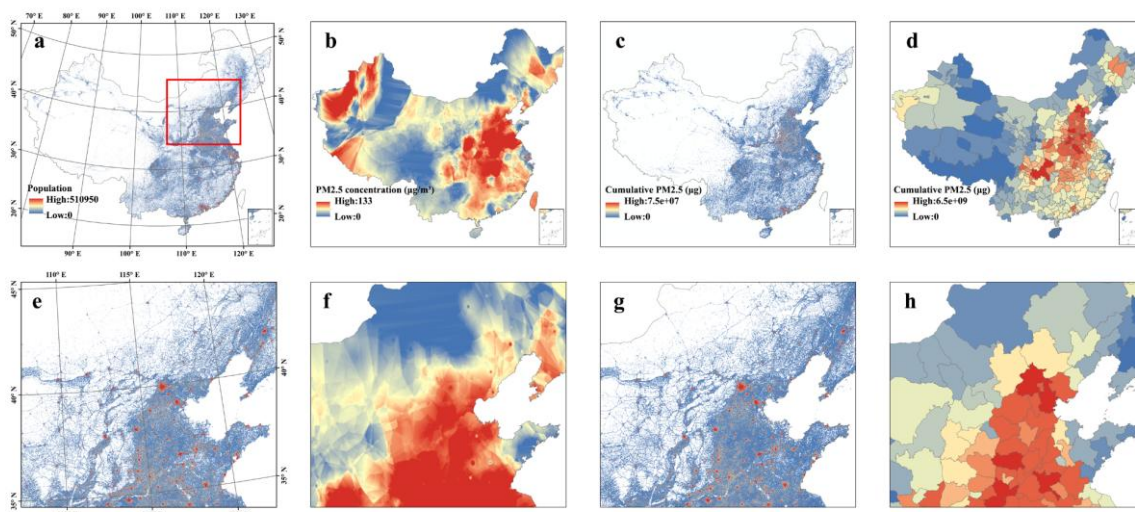 70° E 80° E 90° E 100° E 110° E 120° E 130° E
a
50° N
40° N
30° N
20° N
50° N
40° N
30° N
20° N
Population
High:510950
Low:0
90° E 100° E 110° E 120° E
b
PM2.5 concentration (µg/m³)
High:133
Low:0
c
Cumulative PM2.5 (µg)
High:7.5e+07
Low:0
d
Cumulative PM2.5 (µg)
High:6.5e+09
Low:0
110° E 115° E 120° E
e
45° N
40° N
35° N
40° N
35° N
f
g
h